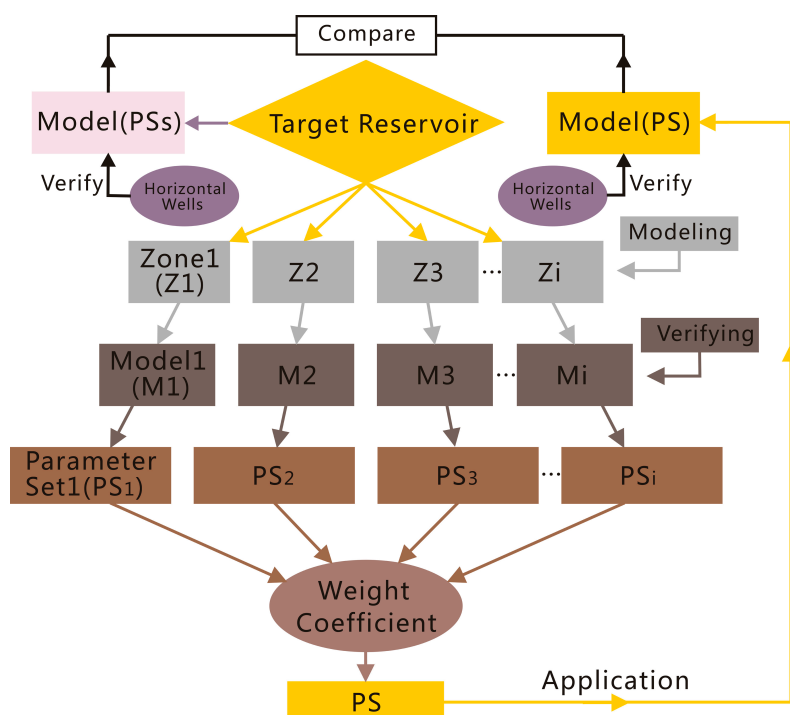 Compare
Model(PSs)
Target Reservoir
Model(PS)
Verify
Horizontal
Wells
Horizontal
Wells
Verify
Modeling
Zone1
(Z1)
Z2
Z3
...
Zi
Verifying
Model1
(M1)
M2
M3
...
Mi
Parameter
Set1(PS1)
PS2
PS3
...
PSi
Weight
Coefficient
Application
PS